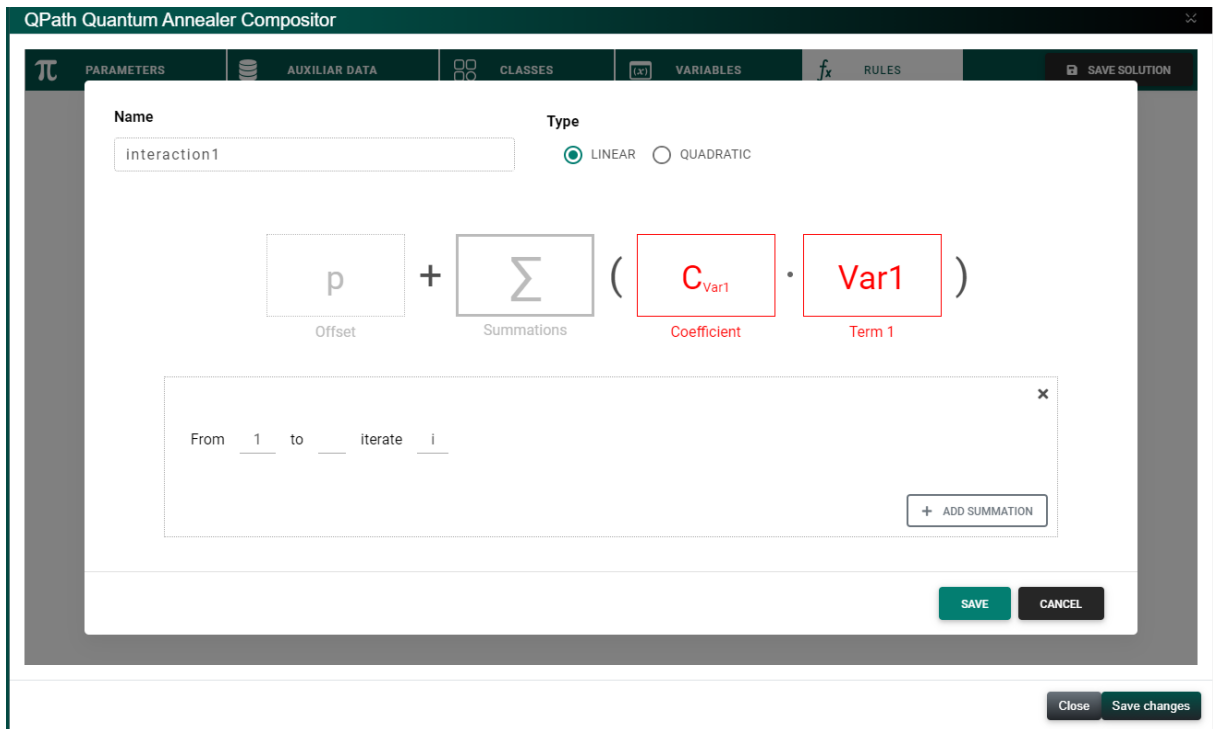 QPath Quantum Annealer Compositor
π PARAMETERS AUXILIAR DATA CLASSES (x) VARIABLES fx RULES SAVE SOLUTION
Name
Type
interaction1
LINEAR QUADRATIC
p + ∑ ( CVar1 · Var1 )
Offset Summations Coefficient Term 1
From 1 to iterate i
+ ADD SUMMATION
SAVE CANCEL
Close Save changes